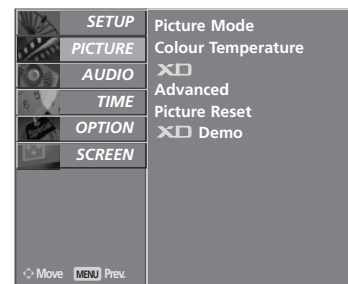 SETUP
PICTURE
AUDIO
TIME
OPTION
SCREEN
Move MENU Prev.
Picture Mode
Colour Temperature
XD
Advanced
Picture Reset
XD Demo